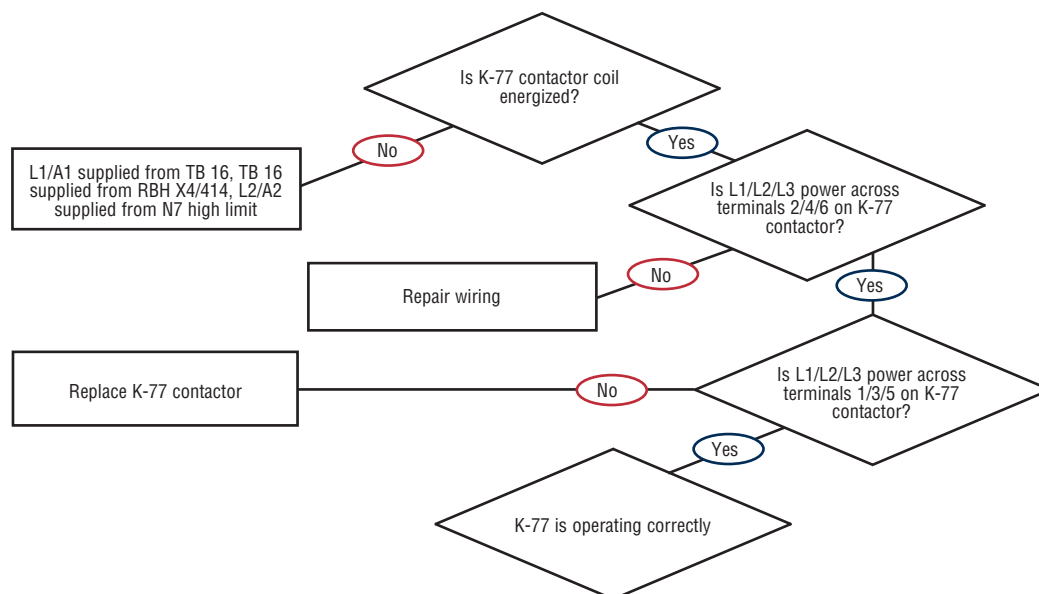 Is K-77 contactor coil
energized?
No
Yes
L1/A1 supplied from TB 16, TB 16
supplied from RBH X4/414, L2/A2
supplied from N7 high limit
Is L1/L2/L3 power across
terminals 2/4/6 on K-77
contactor?
No
Yes
Repair wiring
Is L1/L2/L3 power across
terminals 1/3/5 on K-77
contactor?
No
Replace K-77 contactor
Yes
K-77 is operating correctly